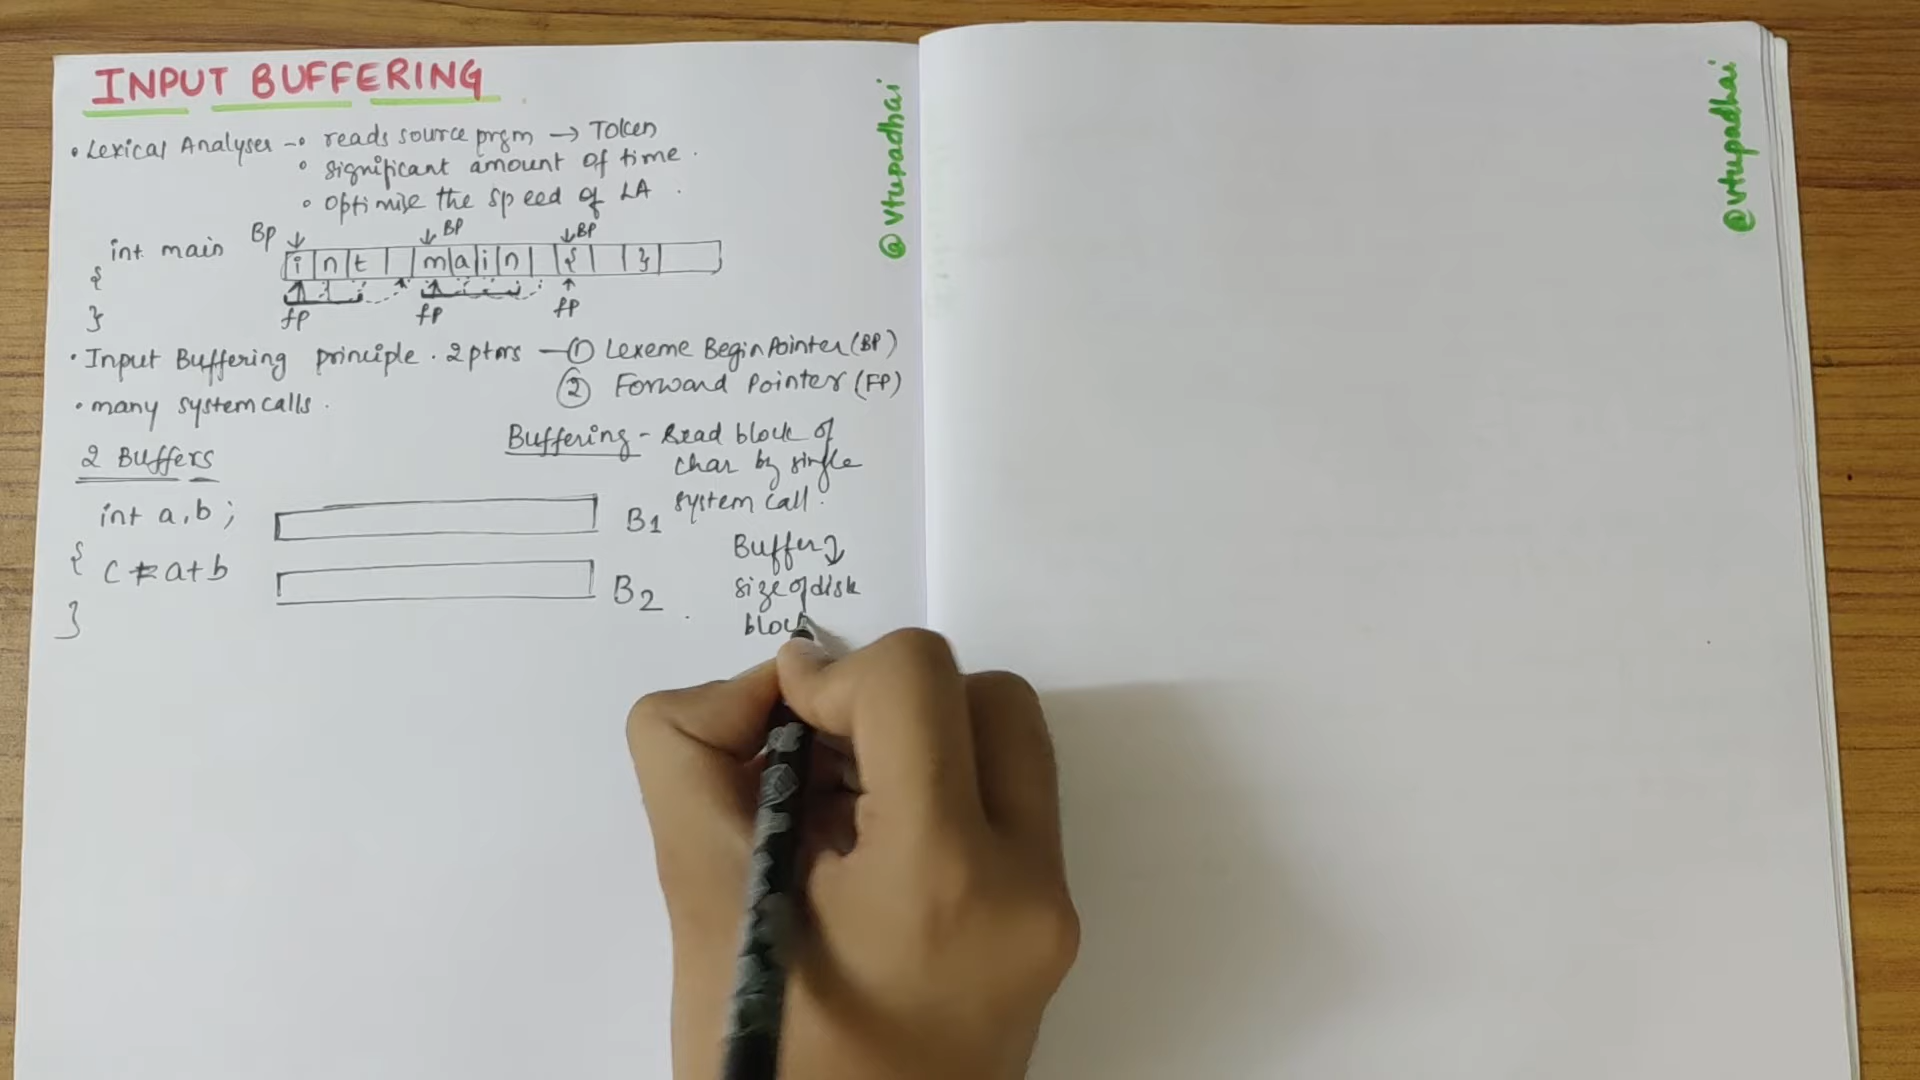 INPUT BUFFERING
• Lexical Analyser – ∘ reads source prgm → Token
∘ significant amount of time.
∘ optimize the speed of LA.
BP BP BP
int main
i n t m a i n { }
{
}
fp fp fp
• Input Buffering principle. 2 ptrs – ① Lexeme Begin Pointer (BP)
② Forward Pointer (FP)
• many system calls.
Buffering – Read block of
char by single
system call.
2 Buffers
int a,b;
{ c = a+b
}
B1
B2
Buffer ↓
size of disk
block
@vtupadhai
@vtupadhai